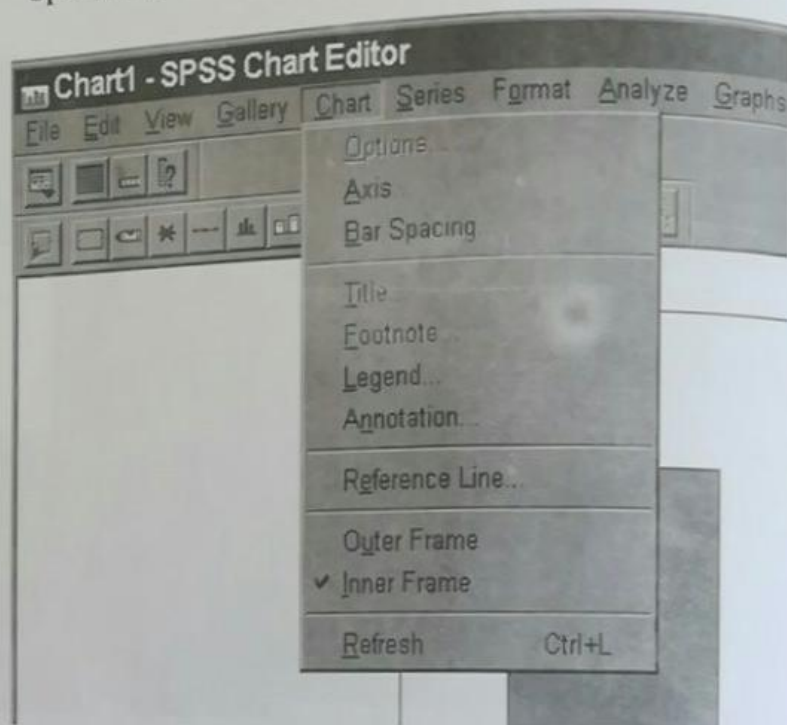 Chart1 - SPSS Chart Editor
File Edit View Gallery Chart Series Format Analyze Graphs
Options...
Axis
Bar Spacing
Title...
Footnote...
Legend...
Annotation...
Reference Line...
Outer Frame
Inner Frame
Refresh Ctrl+L